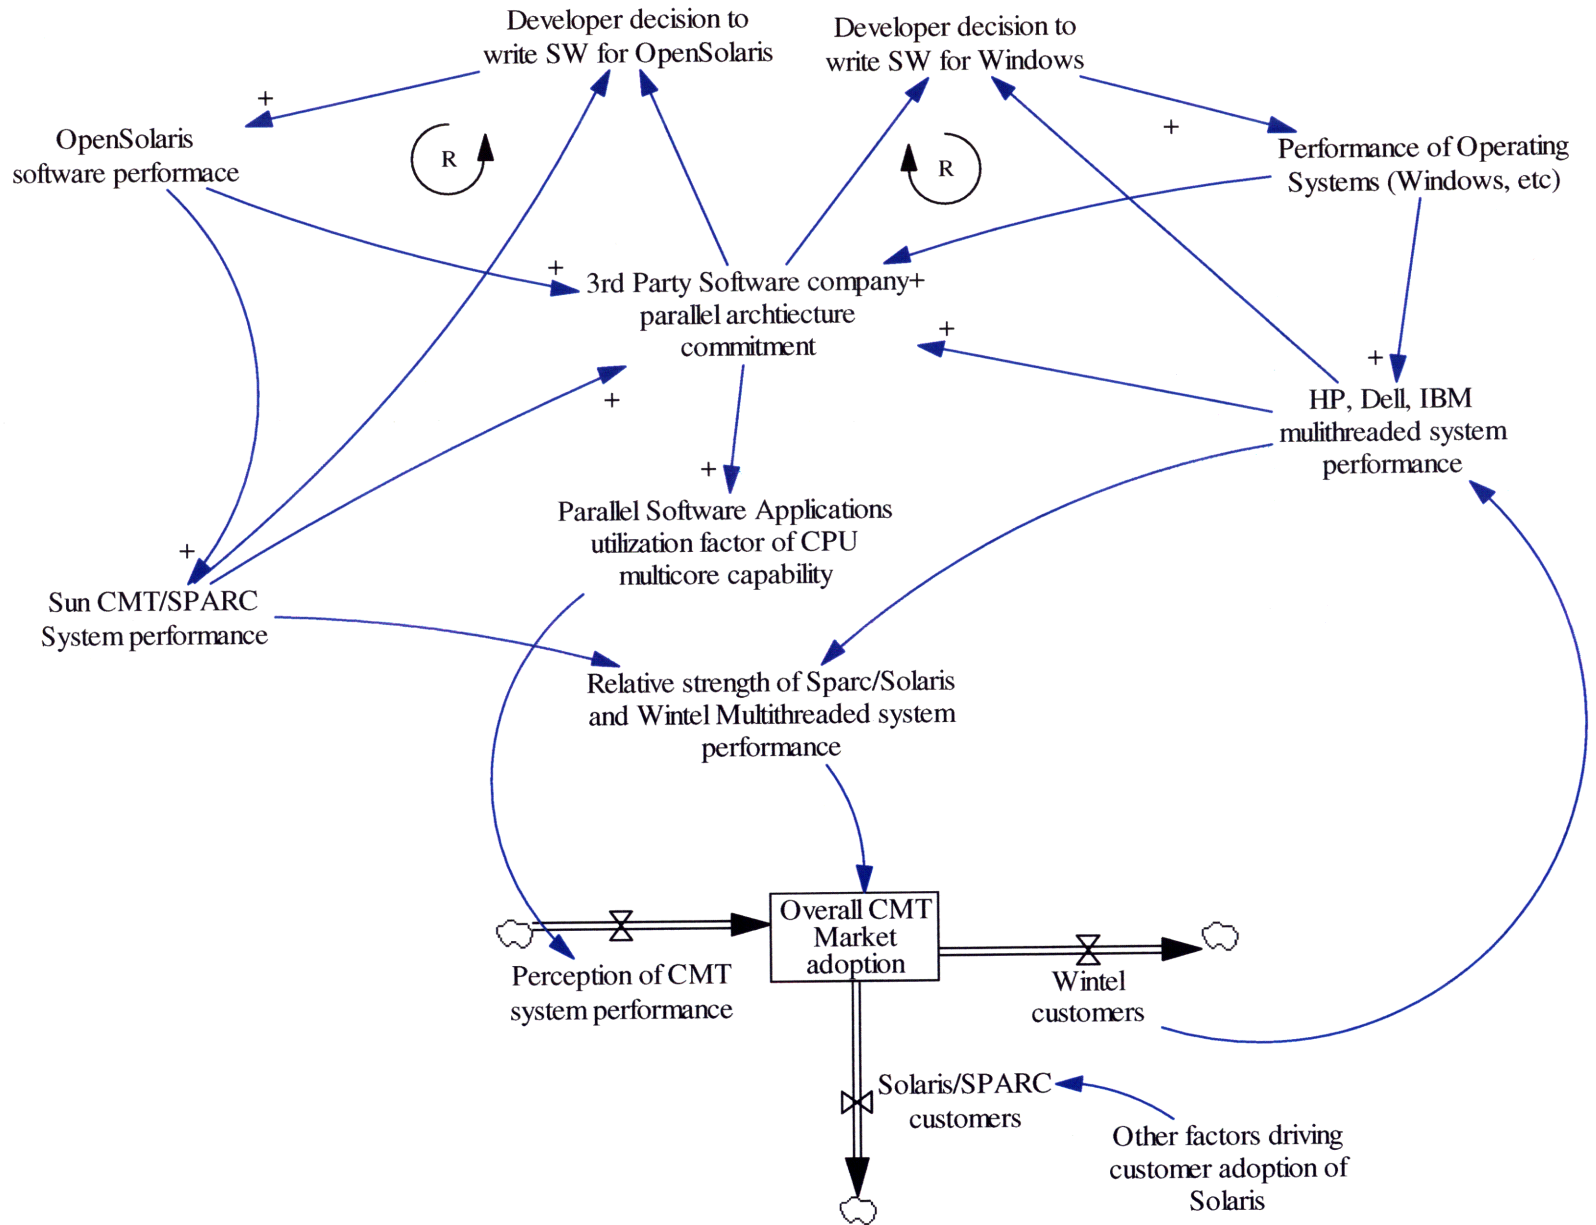 Developer decision to
write SW for OpenSolaris
Developer decision to
write SW for Windows
+
OpenSolaris
software performace
R
R
+
Performance of Operating
Systems (Windows, etc)
+
3rd Party Software company+
parallel archtiecture
commitment
+
+
HP, Dell, IBM
mulithreaded system
performance
+
+
Parallel Software Applications
utilization factor of CPU
multicore capability
+
Sun CMT/SPARC
System performance
Relative strength of Sparc/Solaris
and Wintel Multithreaded system
performance
Overall CMT
Market
adoption
Perception of CMT
system performance
Wintel
customers
Solaris/SPARC
customers
Other factors driving
customer adoption of
Solaris